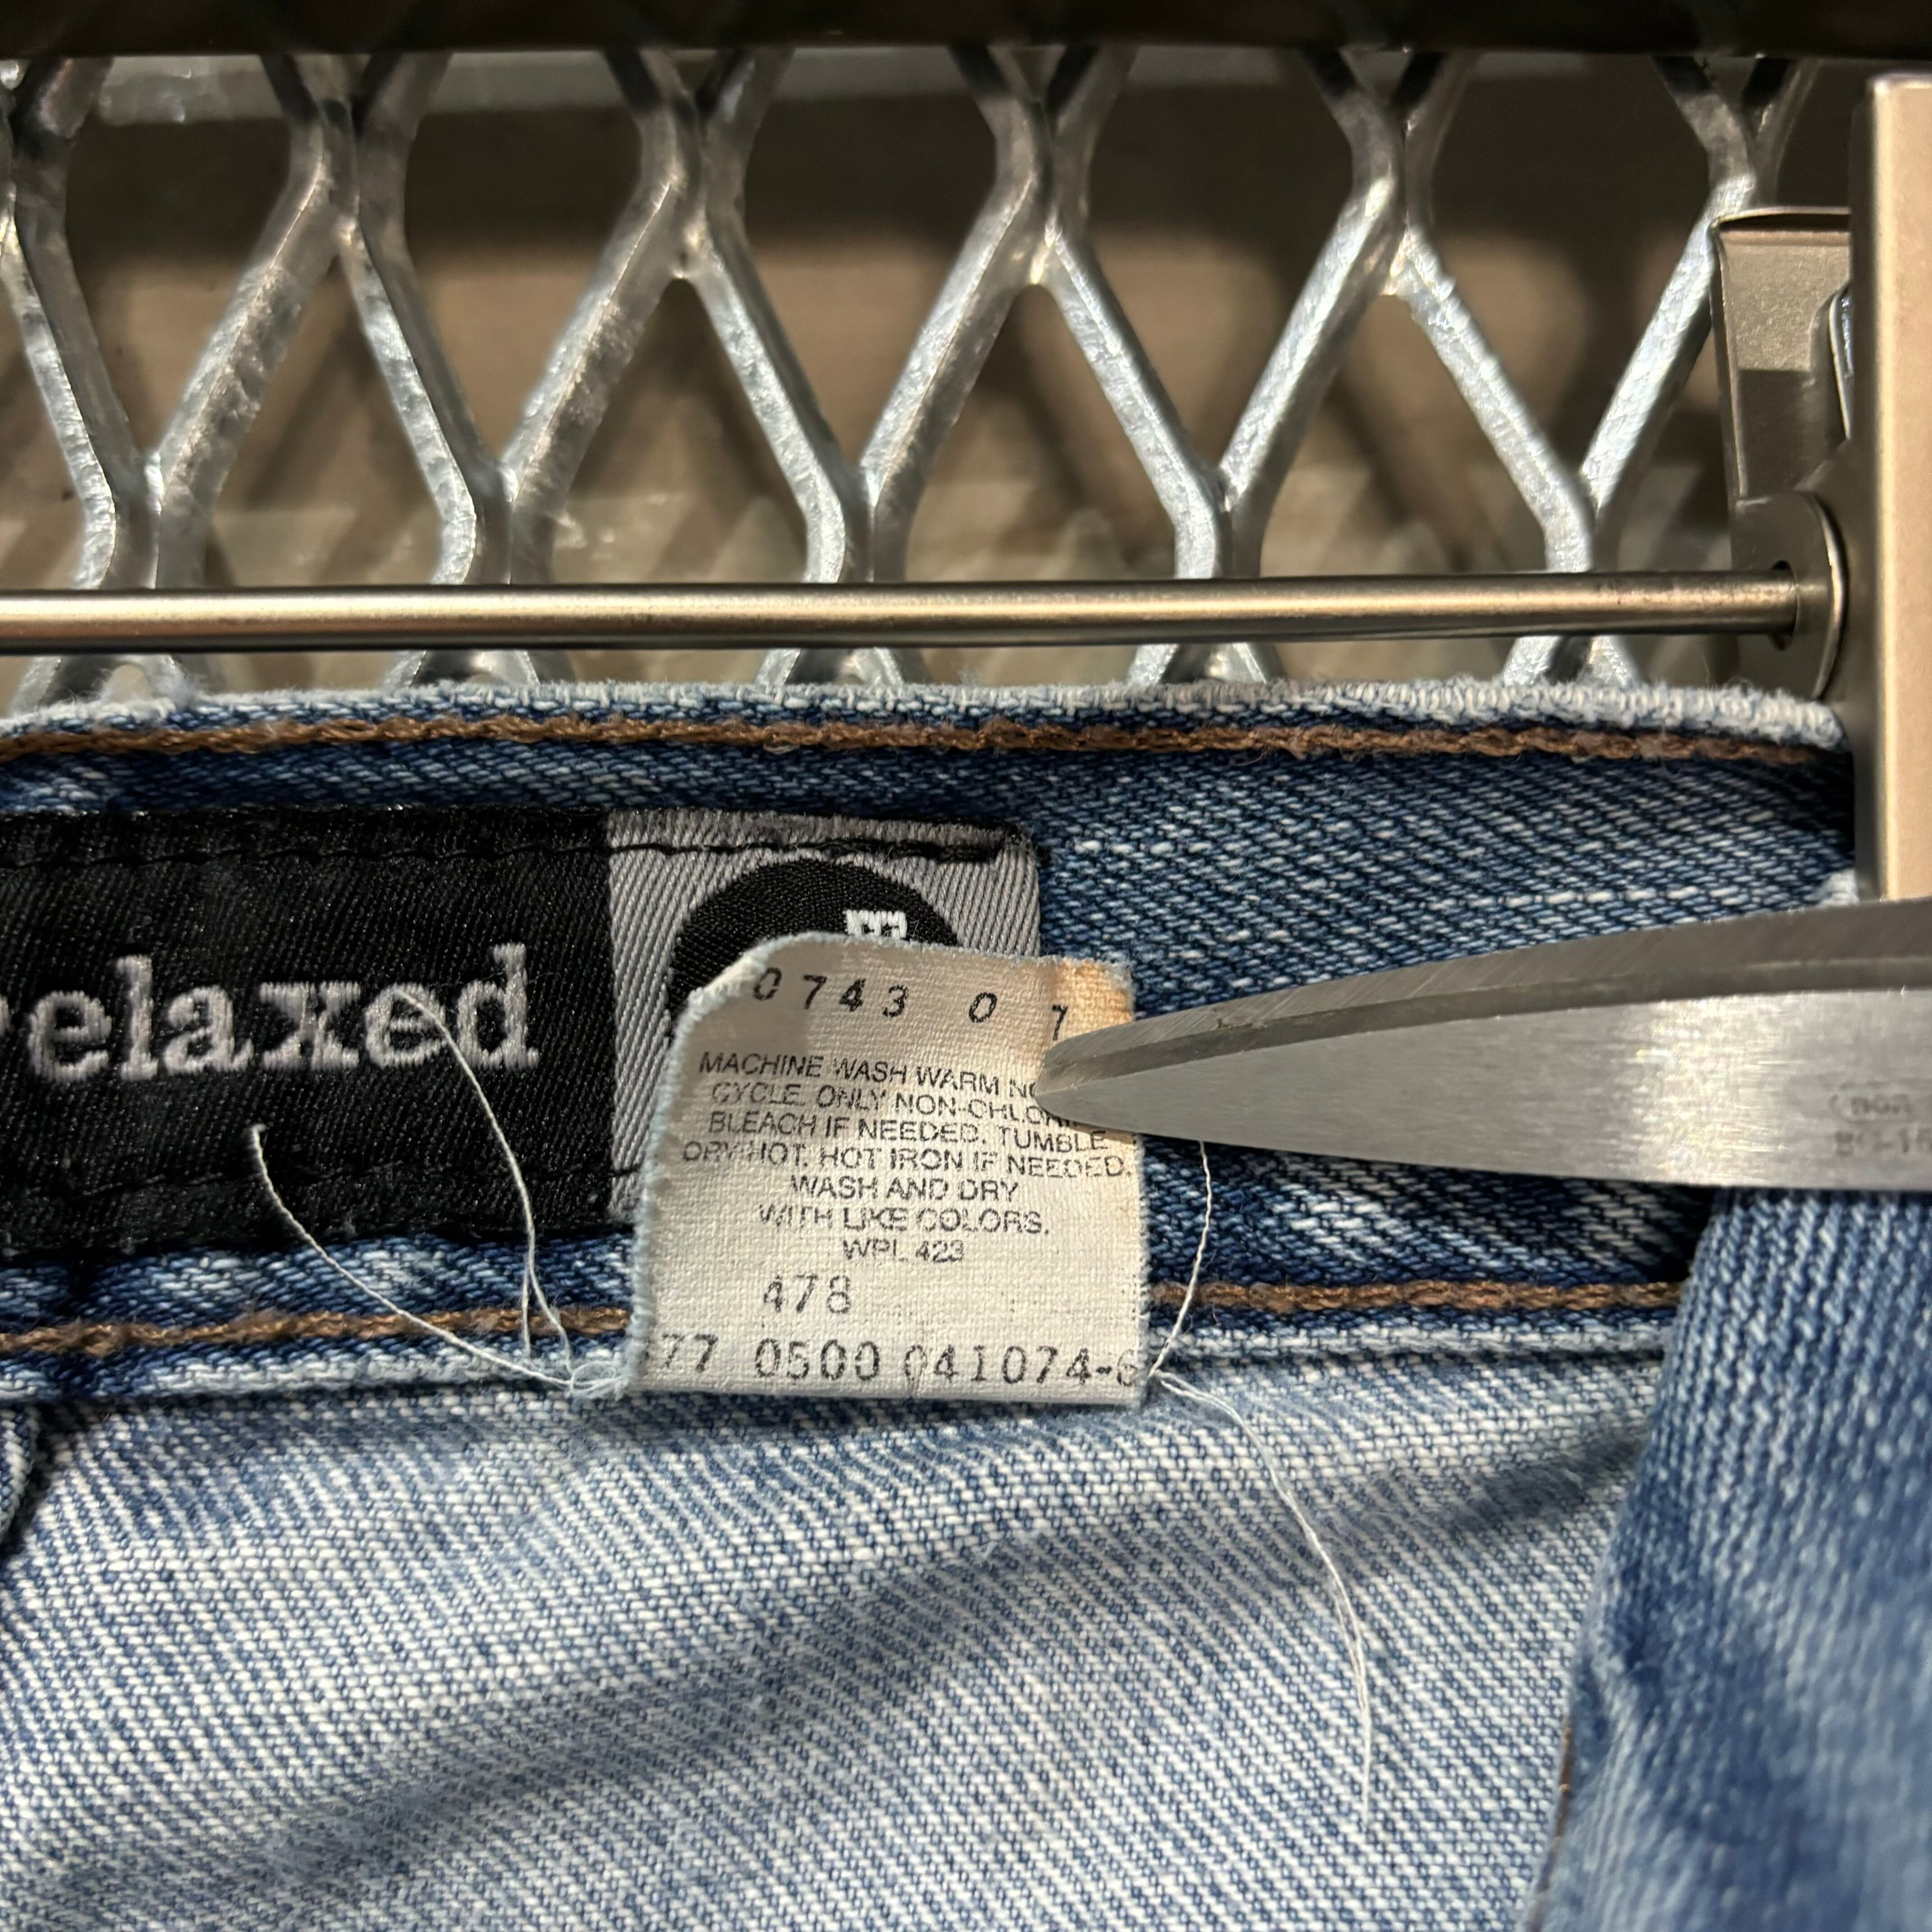 elaxed
0743 0 7
MACHINE WASH WARM NO
CYCLE. ONLY NON-CHLOR
BLEACH IF NEEDED. TUMBLE
DRY HOT. HOT IRON IF NEEDED.
WASH AND DRY
WITH LIKE COLORS.
WPL 423
478
77 0500 041074-6